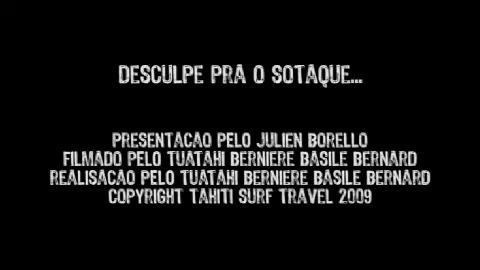 DESCULPE PRA O SOTAQUE...
PRESENTACAO PELO JULIEN BORELLO
FILMADO PELO TUATAHI BERNIERE BASILE BERNARD
REALISACAO PELO TUATAHI BERNIERE BASILE BERNARD
COPYRIGHT TAHITI SURF TRAVEL 2009